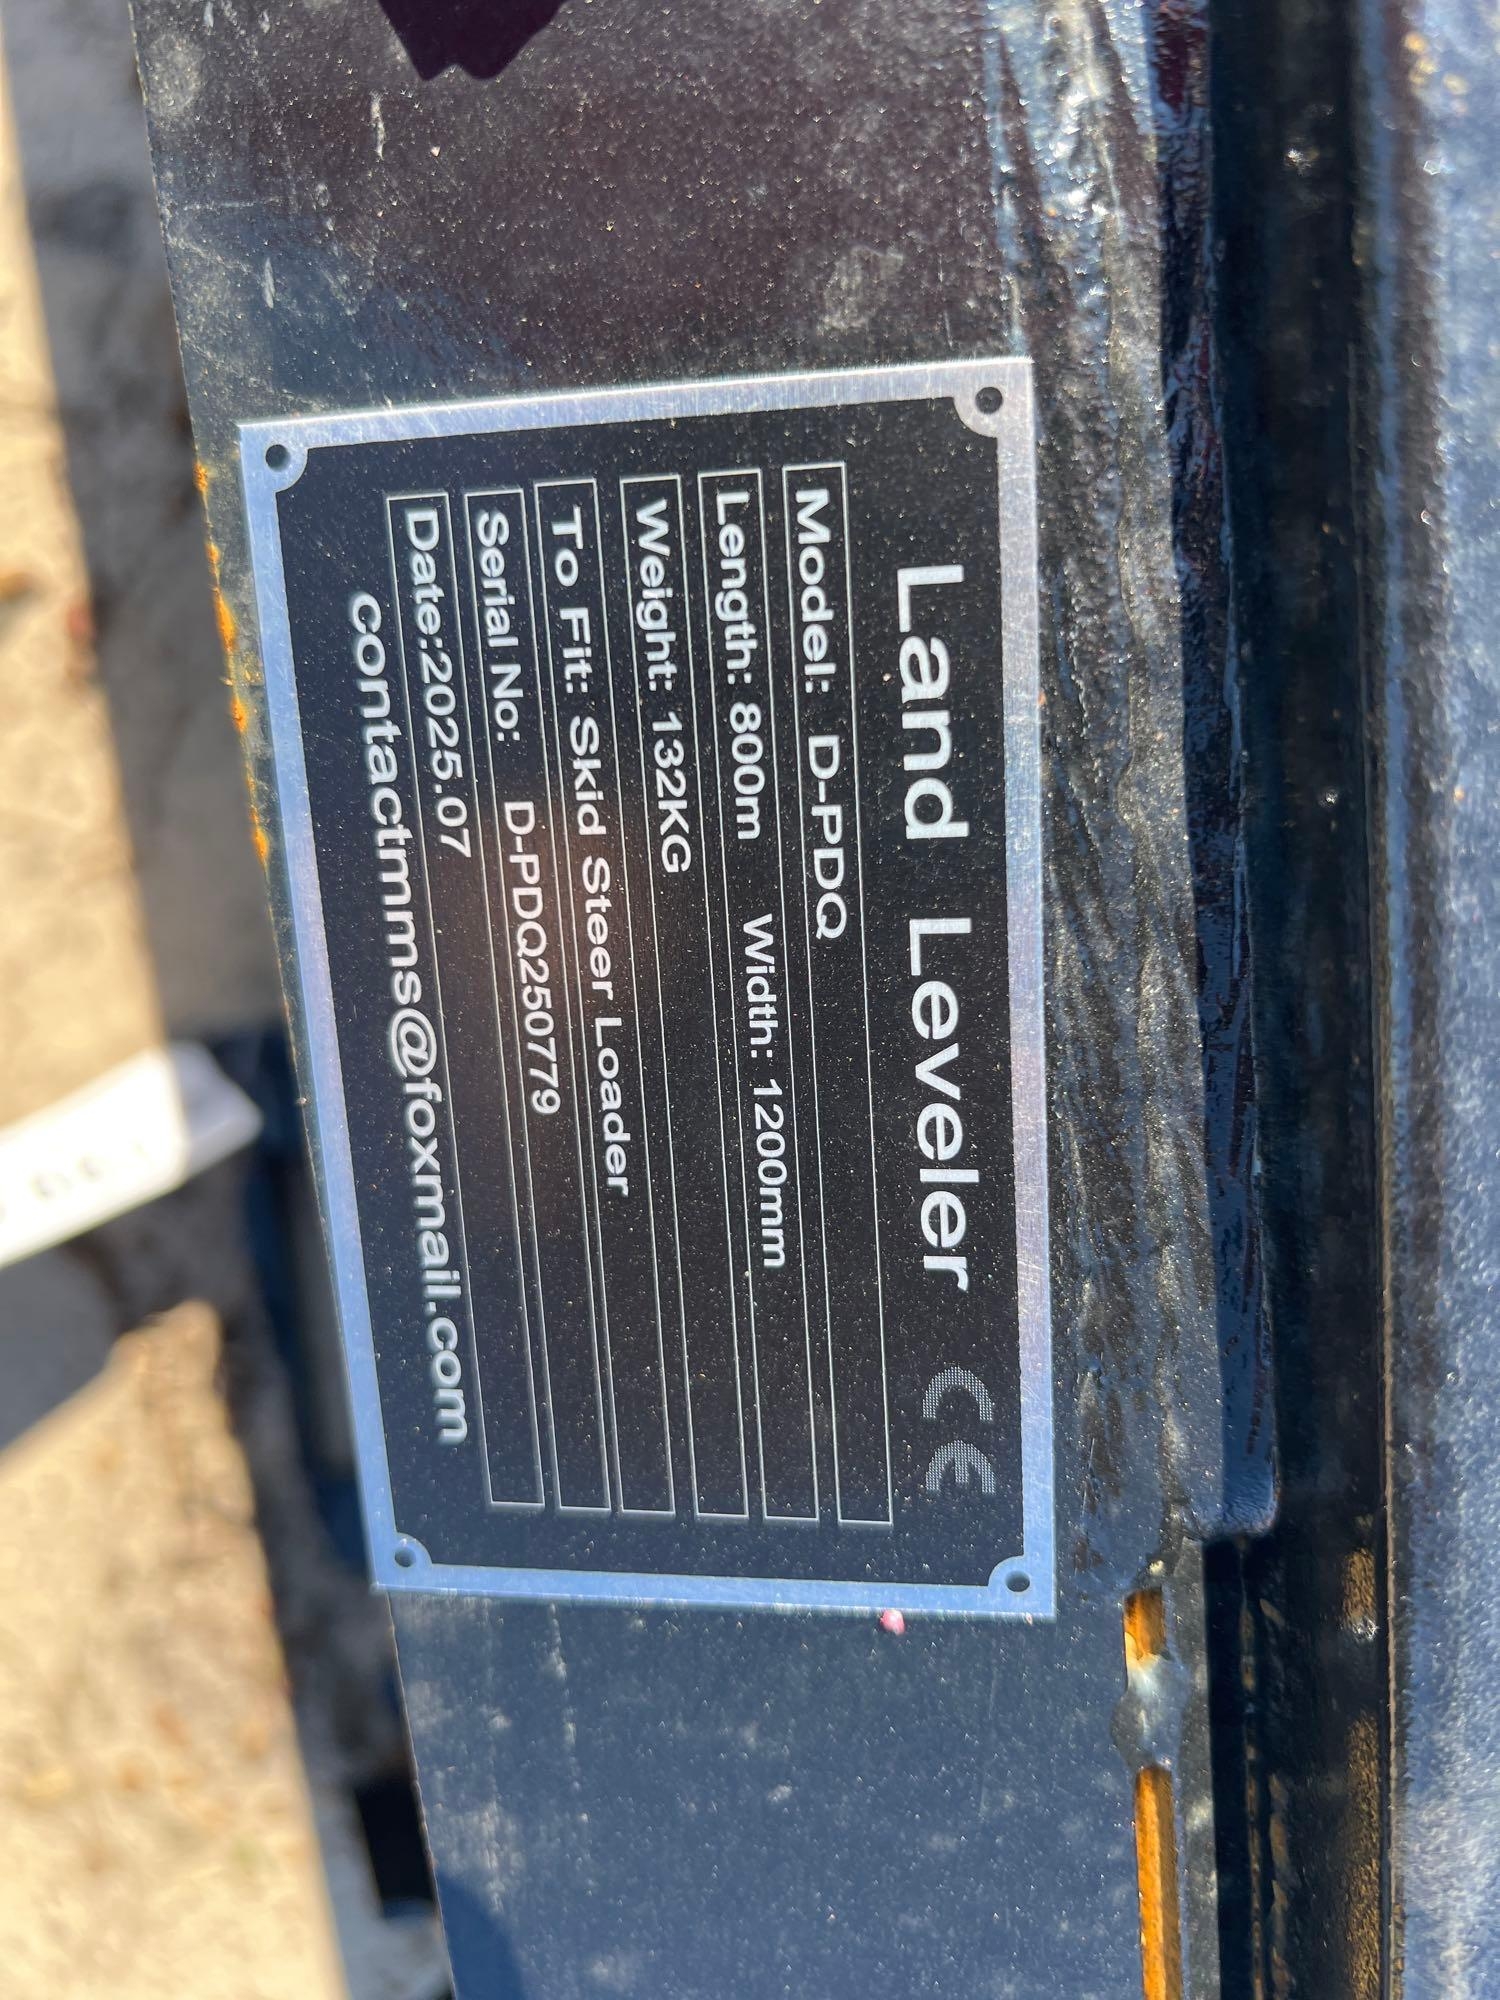 Land Leveler CE
Model: D-PDQ
Length: 800m Width: 1200mm
Weight: 132KG
To Fit: Skid Steer Loader
Serial No: D-PDQ250779
Date:2025.07
contactmms@foxmail.com